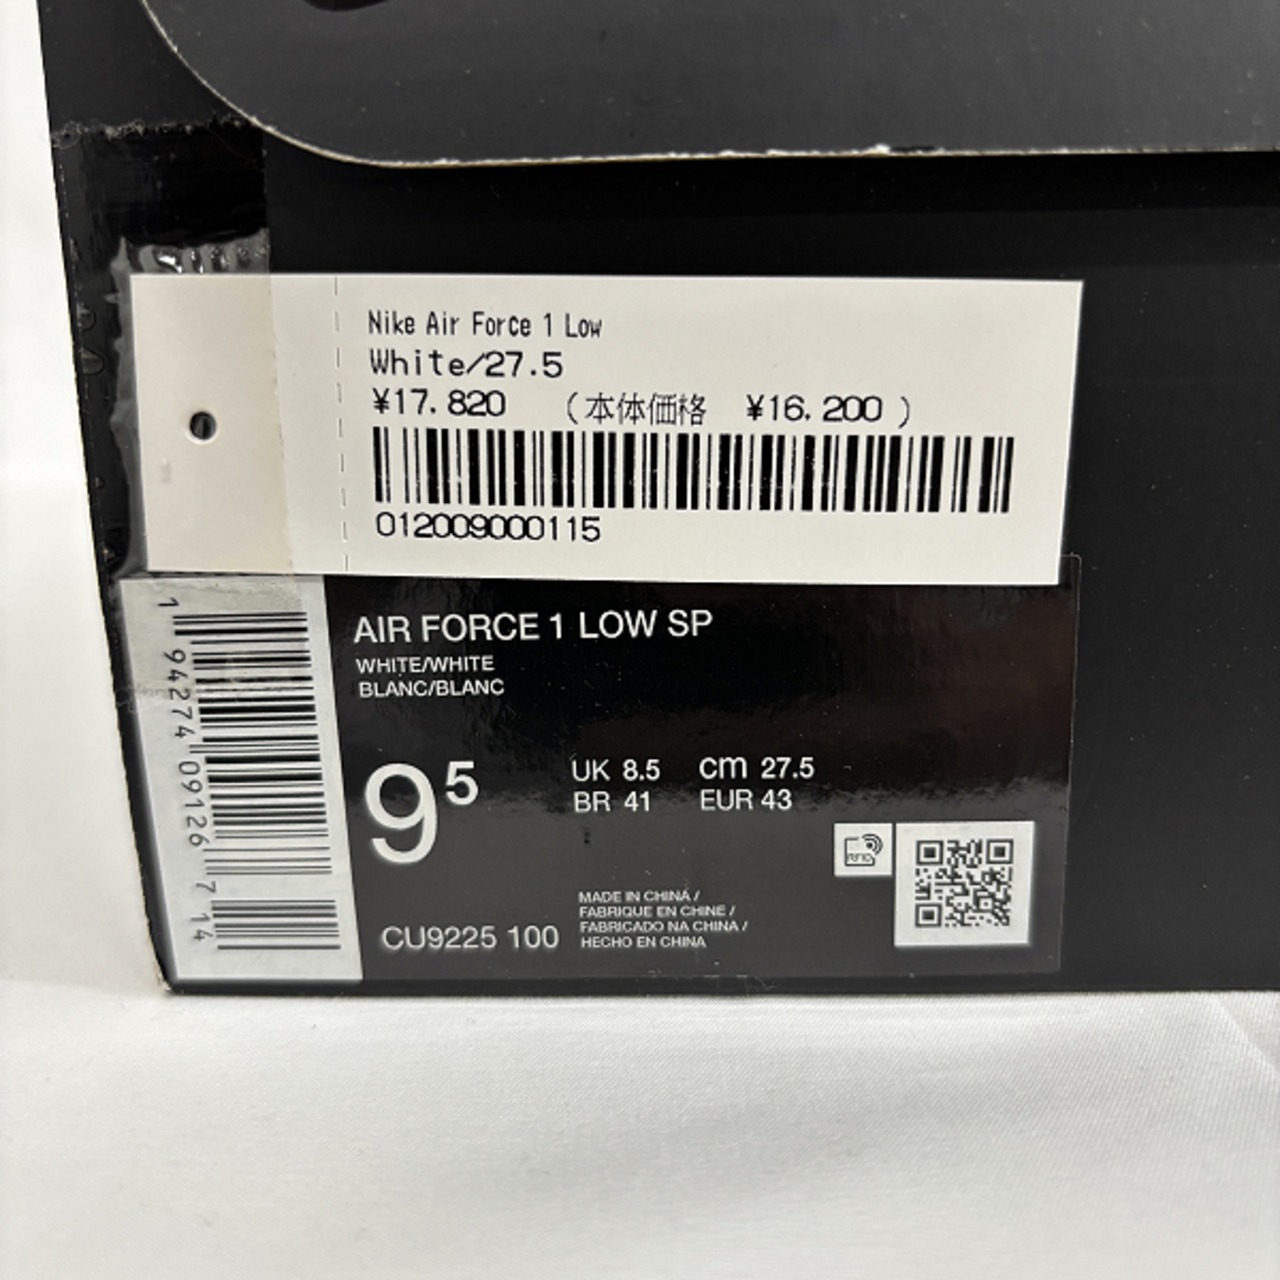 Nike Air Force 1 Low
White/27.5
¥17.820 (本体価格 ¥16.200 )
012009000115
1 94274 09126 7 14
AIR FORCE 1 LOW SP
WHITE/WHITE
BLANC/BLANC
9⁵
UK 8.5 cm 27.5
BR 41 EUR 43
RFID
CU9225 100
MADE IN CHINA /
FABRIQUE EN CHINE /
FABRICADO NA CHINA /
HECHO EN CHINA